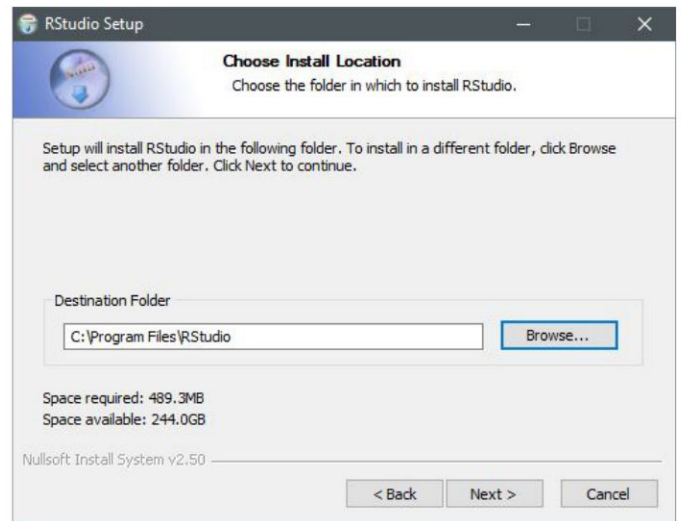 RStudio Setup
Choose Install Location
Choose the folder in which to install RStudio.
Setup will install RStudio in the following folder. To install in a different folder, click Browse
and select another folder. Click Next to continue.
Destination Folder
C:\Program Files\RStudio
Browse...
Space required: 489.3MB
Space available: 244.0GB
Nullsoft Install System v2.50
< Back Next > Cancel